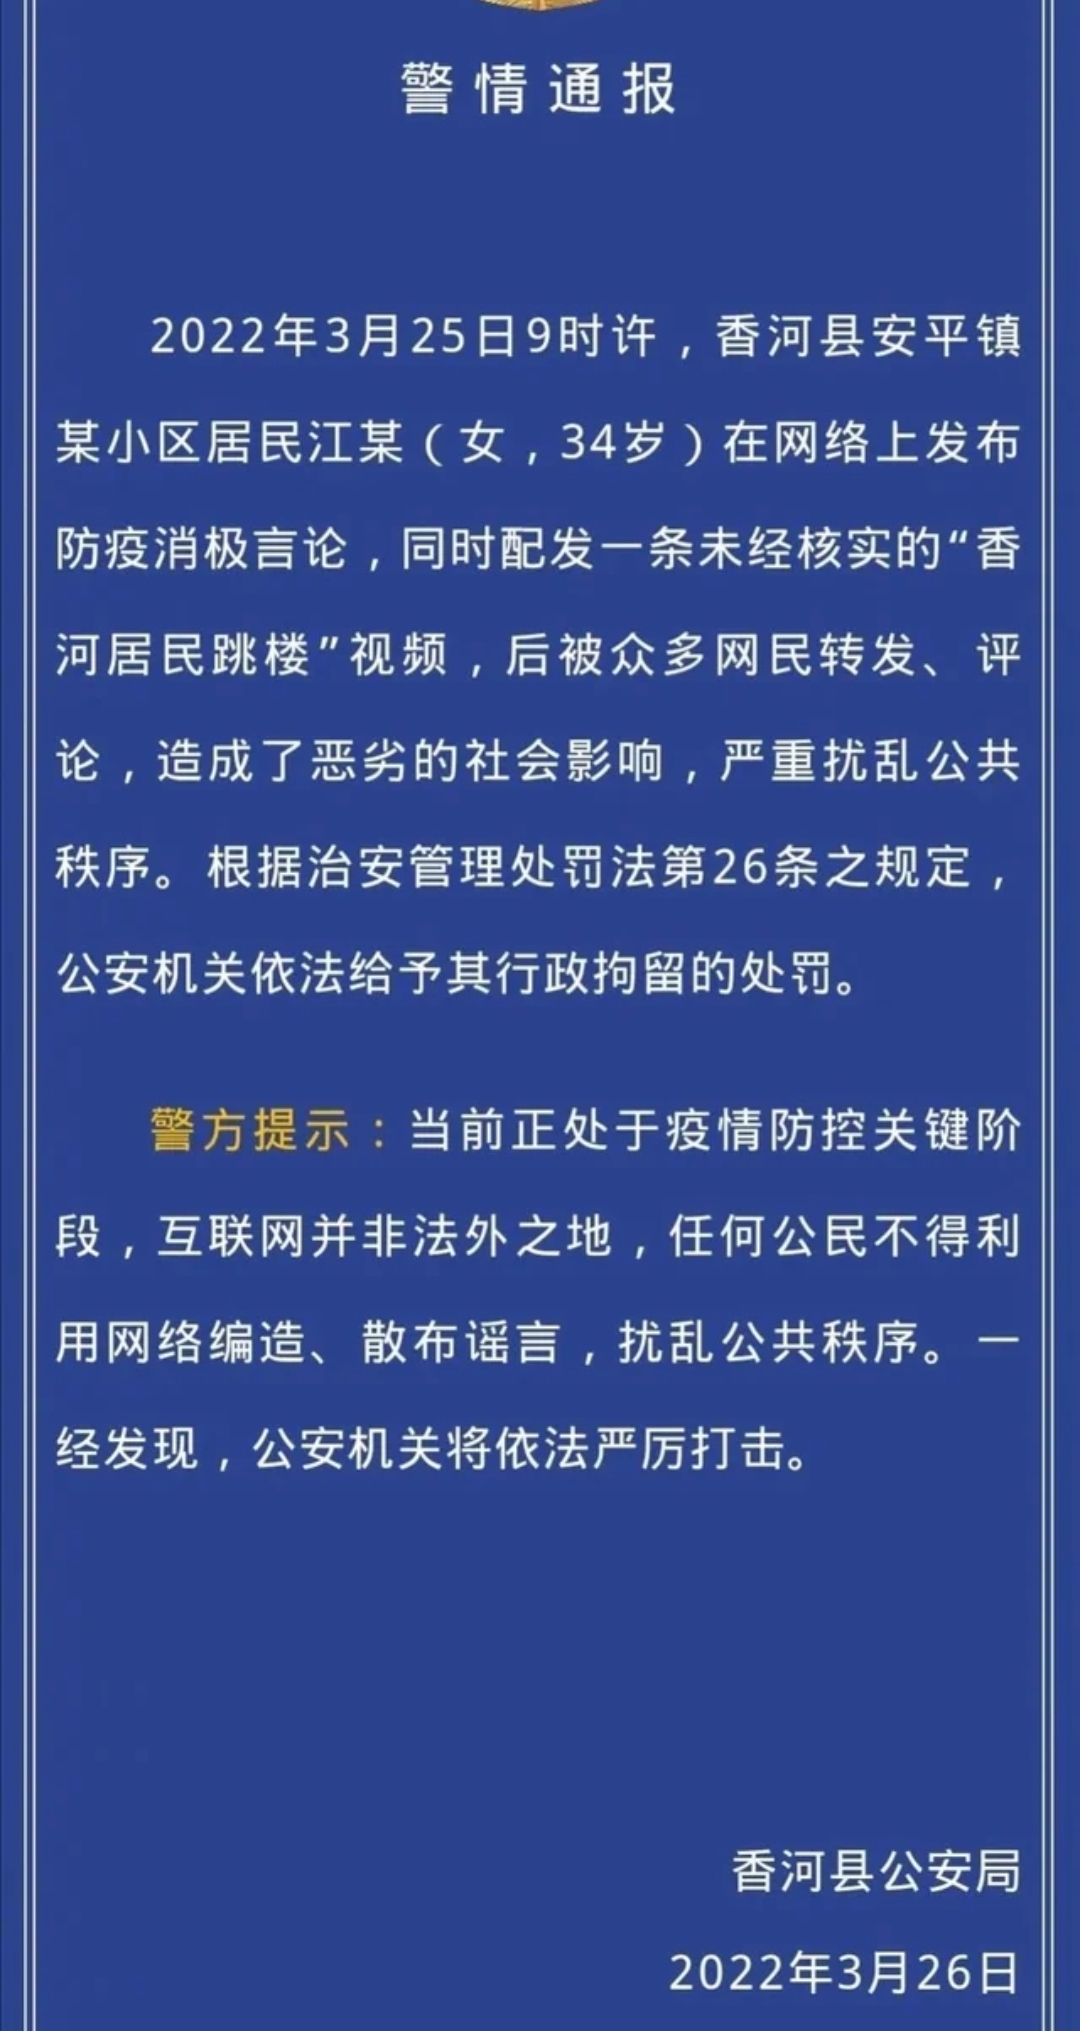 警情通报
2022年3月25日9时许，香河县安平镇
某小区居民江某（女，34岁）在网络上发布
防疫消极言论，同时配发一条未经核实的“香
河居民跳楼”视频，后被众多网民转发、评
论，造成了恶劣的社会影响，严重扰乱公共
秩序。根据治安管理处罚法第26条之规定，
公安机关依法给予其行政拘留的处罚。
警方提示：当前正处于疫情防控关键阶
段，互联网并非法外之地，任何公民不得利
用网络编造、散布谣言，扰乱公共秩序。一
经发现，公安机关将依法严厉打击。
香河县公安局
2022年3月26日